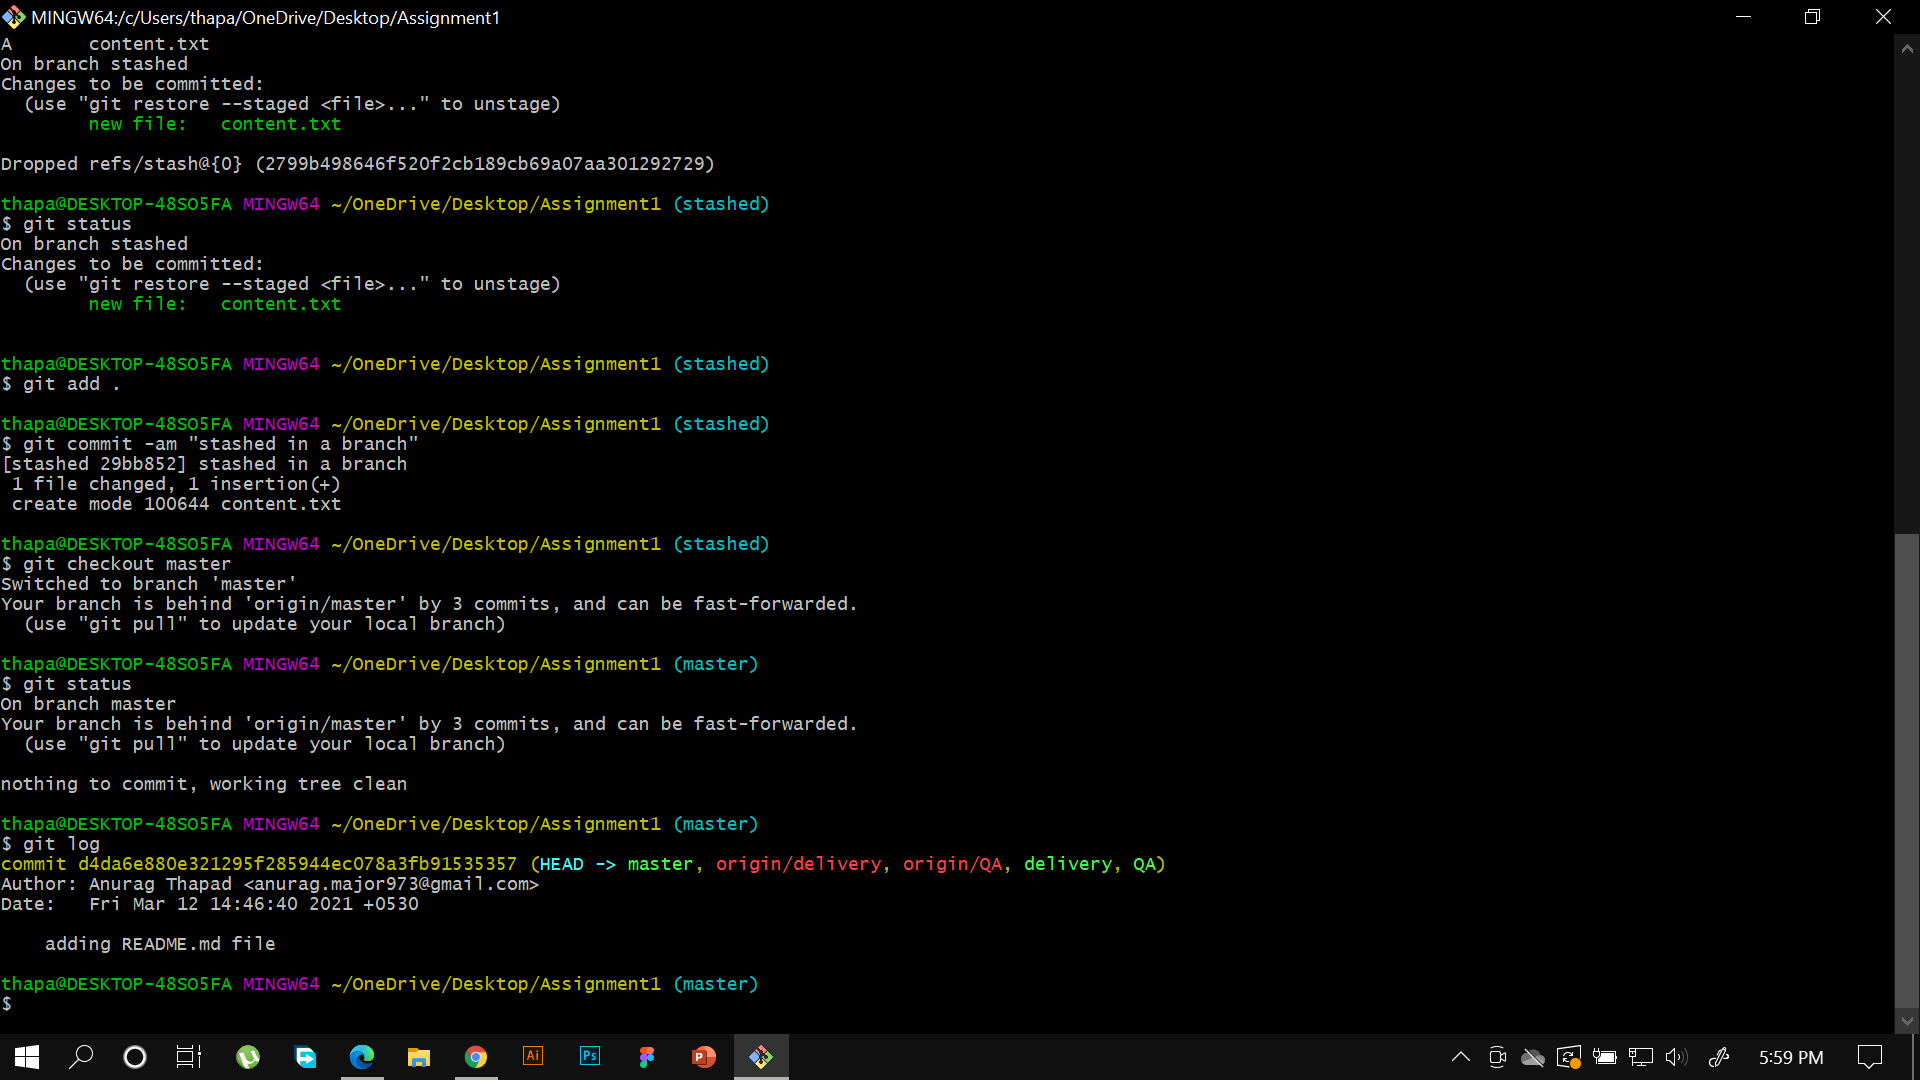 MINGW64:/c/Users/thapa/OneDrive/Desktop/Assignment1
A       content.txt
On branch stashed
Changes to be committed:
  (use "git restore --staged <file>..." to unstage)
        new file:   content.txt
Dropped refs/stash@{0} (2799b498646f520f2cb189cb69a07aa301292729)
thapa@DESKTOP-48SO5FA MINGW64 ~/OneDrive/Desktop/Assignment1 (stashed)
$ git status
On branch stashed
Changes to be committed:
  (use "git restore --staged <file>..." to unstage)
        new file:   content.txt
thapa@DESKTOP-48SO5FA MINGW64 ~/OneDrive/Desktop/Assignment1 (stashed)
$ git add .
thapa@DESKTOP-48SO5FA MINGW64 ~/OneDrive/Desktop/Assignment1 (stashed)
$ git commit -am "stashed in a branch"
[stashed 29bb852] stashed in a branch
 1 file changed, 1 insertion(+)
 create mode 100644 content.txt
thapa@DESKTOP-48SO5FA MINGW64 ~/OneDrive/Desktop/Assignment1 (stashed)
$ git checkout master
Switched to branch 'master'
Your branch is behind 'origin/master' by 3 commits, and can be fast-forwarded.
  (use "git pull" to update your local branch)
thapa@DESKTOP-48SO5FA MINGW64 ~/OneDrive/Desktop/Assignment1 (master)
$ git status
On branch master
Your branch is behind 'origin/master' by 3 commits, and can be fast-forwarded.
  (use "git pull" to update your local branch)
nothing to commit, working tree clean
thapa@DESKTOP-48SO5FA MINGW64 ~/OneDrive/Desktop/Assignment1 (master)
$ git log
commit d4da6e880e321295f285944ec078a3fb91535357 (HEAD -> master, origin/delivery, origin/QA, delivery, QA)
Author: Anurag Thapad <anurag.major973@gmail.com>
Date:   Fri Mar 12 14:46:40 2021 +0530
    adding README.md file
thapa@DESKTOP-48SO5FA MINGW64 ~/OneDrive/Desktop/Assignment1 (master)
$
Ai Ps P 5:59 PM